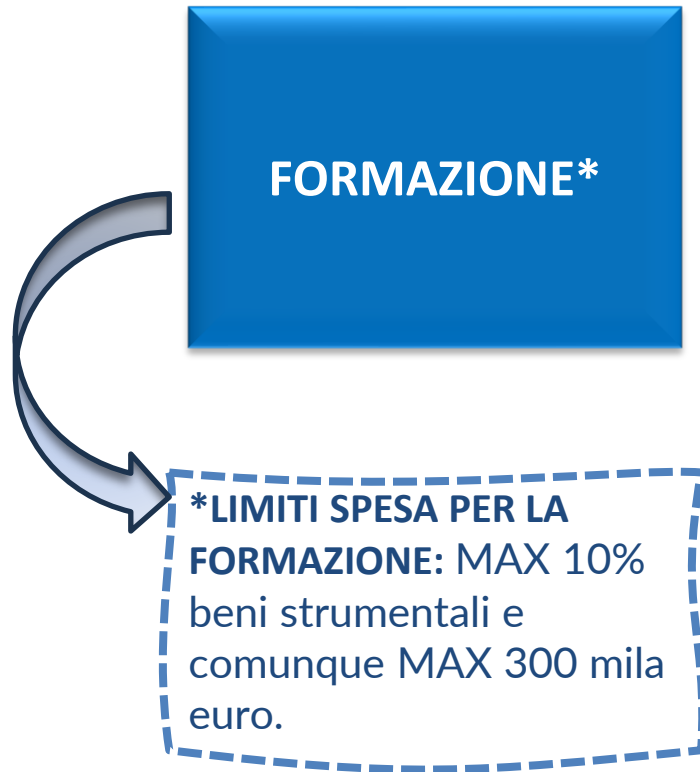 FORMAZIONE*
*LIMITI SPESA PER LA
FORMAZIONE: MAX 10%
beni strumentali e
comunque MAX 300 mila
euro.